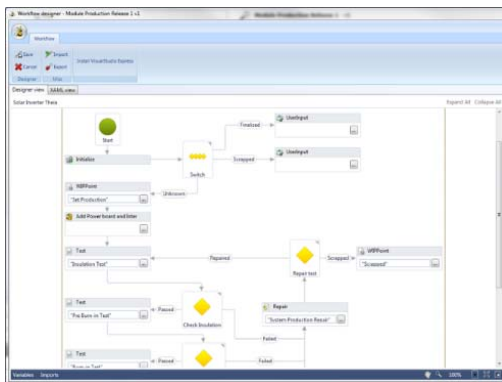 Workflow designer - Module Production Release 1 v1
Workflow
Save
Import
Cancel
Export
Install VisualStudio Express
Designer
Designer view
XAML view
Solar Inverter Thera
Expand All
Collapse All
Start
Finalized
UserInput
...
Initialize
Switch
Scrapped
UserInput
...
Unknown
WIPPoint
"Set Production"
...
Add Power board and Inter
Test
"Insulation Test"
...
Repaired
Repair test
Scrapped
WIPPoint
"Scrapped"
...
Test
"Pre Burn-in Test"
...
Passed
Check Insulation
Repair
"System Production Repair"
...
Failed
Test
"Burn-in Test"
...
Passed
Failed
Variables
Imports
100%